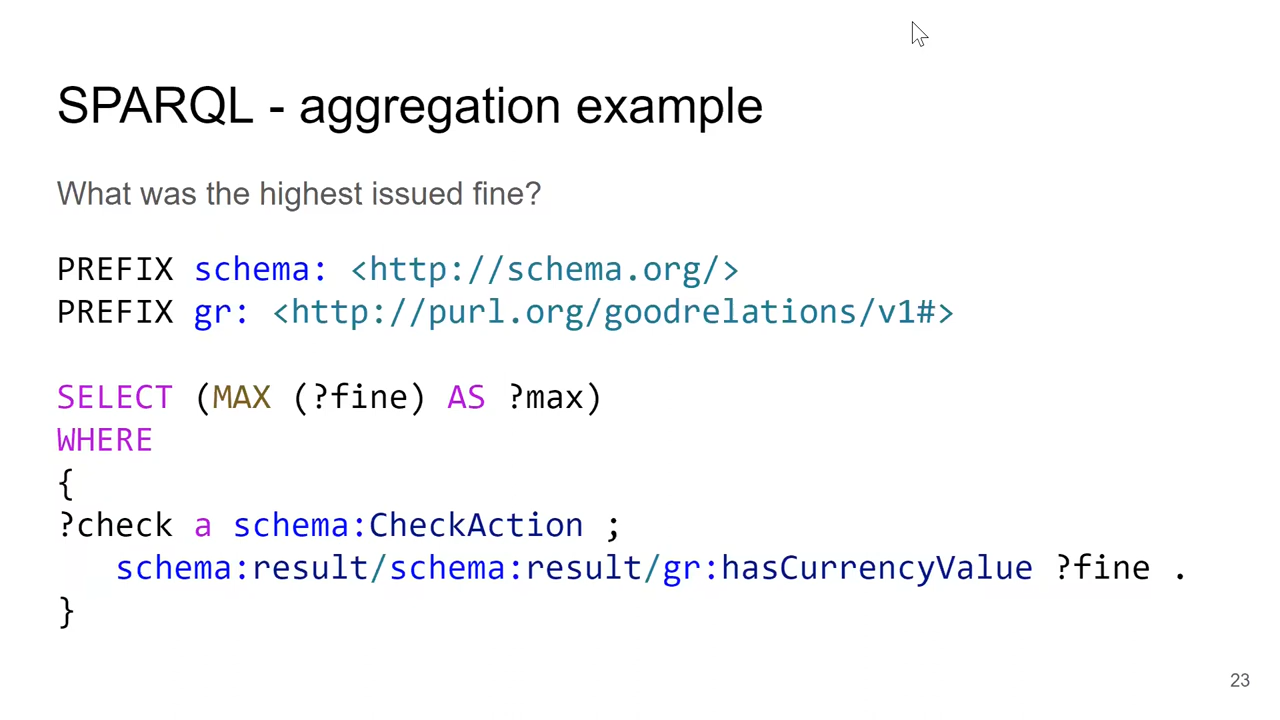 SPARQL - aggregation example
What was the highest issued fine?
PREFIX schema: <http://schema.org/>
PREFIX gr: <http://purl.org/goodrelations/v1#>
SELECT (MAX (?fine) AS ?max)
WHERE
{
?check a schema:CheckAction ;
schema:result/schema:result/gr:hasCurrencyValue ?fine .
}
23